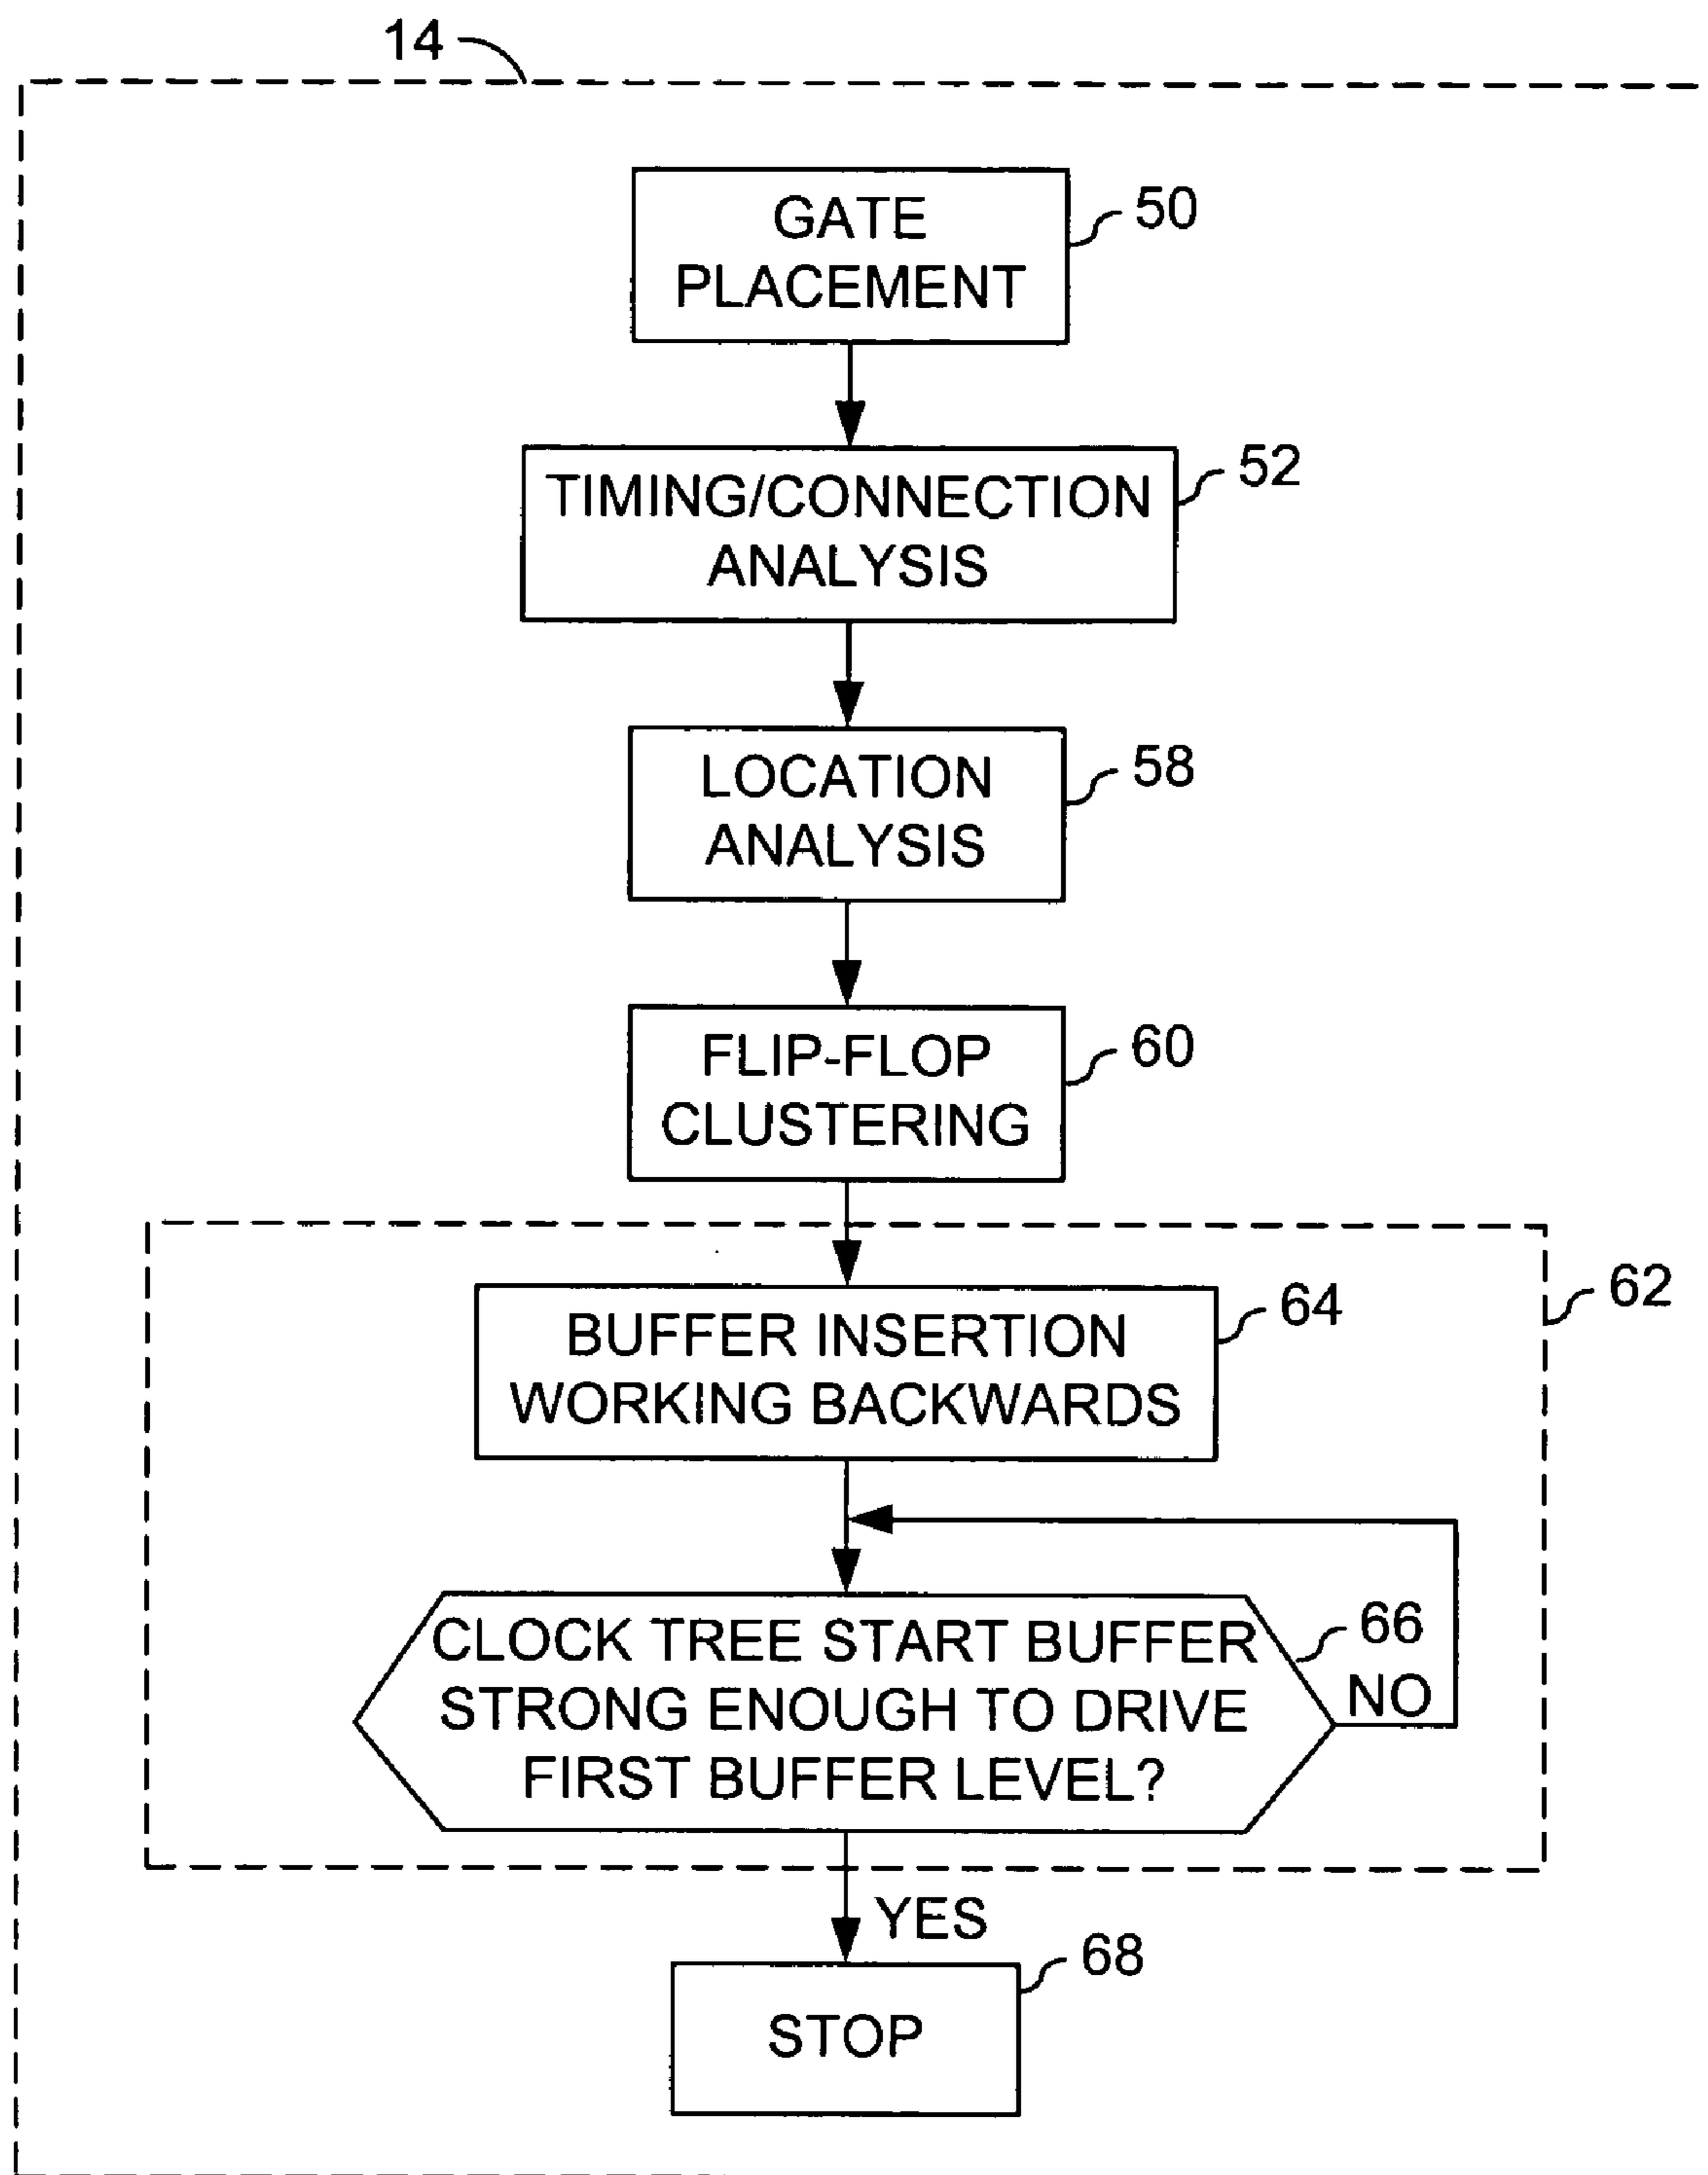 14
GATE
PLACEMENT
50
TIMING/CONNECTION
ANALYSIS
52
LOCATION
ANALYSIS
58
FLIP-FLOP
CLUSTERING
60
62
BUFFER INSERTION
WORKING BACKWARDS
64
CLOCK TREE START BUFFER
STRONG ENOUGH TO DRIVE
FIRST BUFFER LEVEL?
66
NO
YES
STOP
68